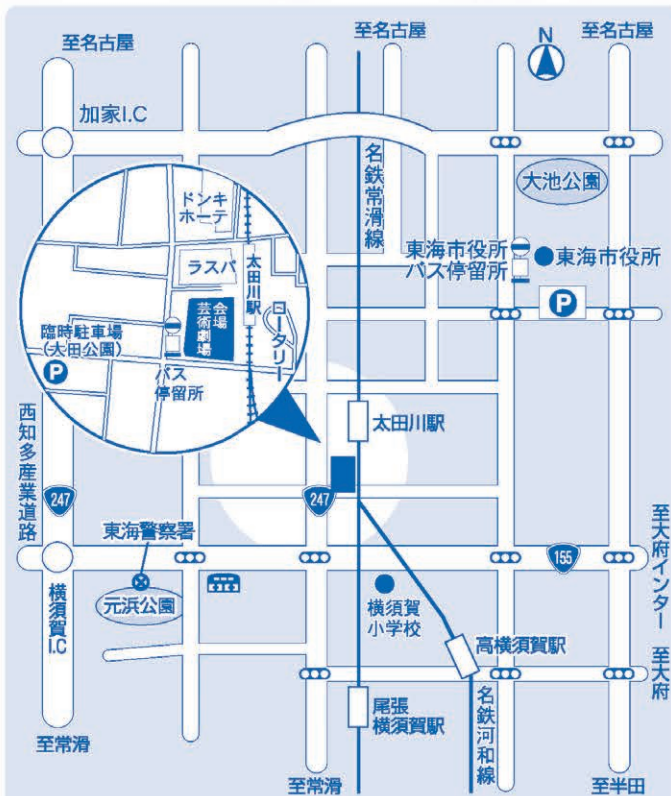 至名古屋
至名古屋
至名古屋
N
加家I.C
名鉄常滑線
大池公園
東海市役所
バス停留所
東海市役所
P
ドンキ
ホーテ
太田川駅
ラスパ
会場
芸術劇場
ロータリー
臨時駐車場
(大田公園)
P
バス
停留所
西知多産業道路
太田川駅
247
247
東海警察署
155
至大府インター
至大府
横須賀
I.C
元浜公園
横須賀
小学校
高横須賀駅
尾張
横須賀駅
名鉄河和線
至常滑
至常滑
至半田